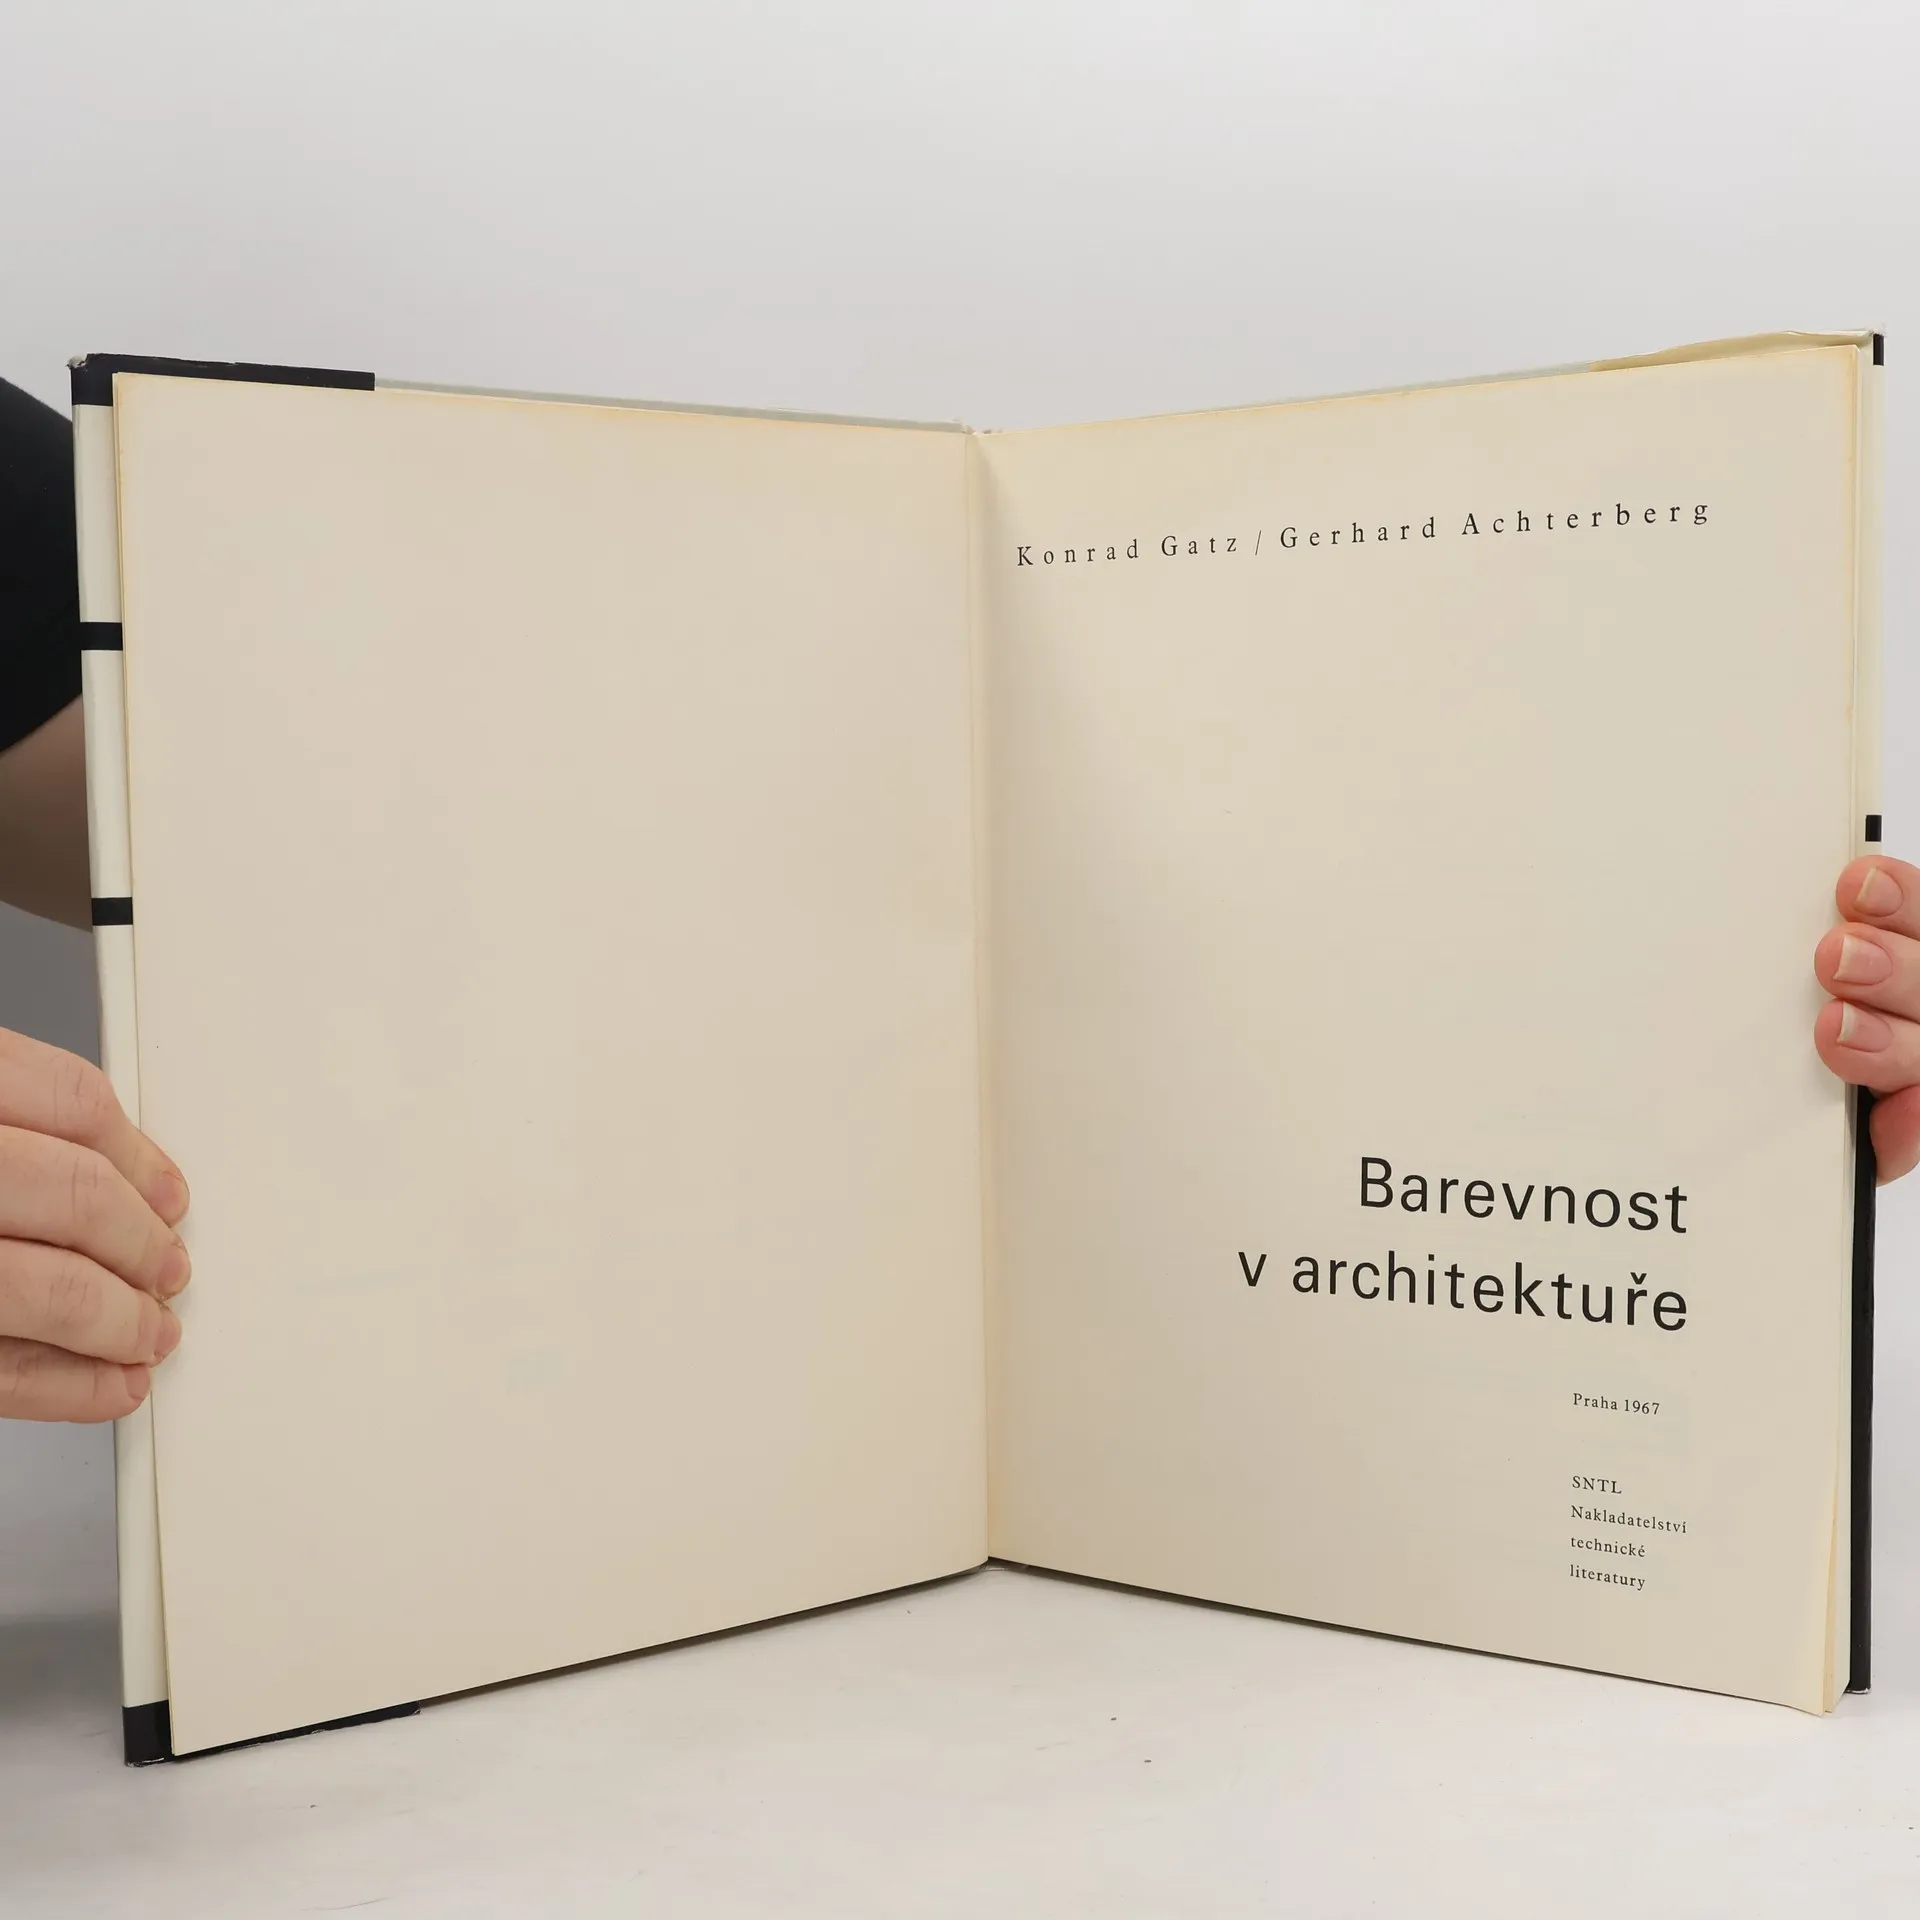 Konrad Gatz / Gerhard Achterberg
Barevnost
v architektuře
Praha 1967
SNTL
Nakladatelství
technické
literatury